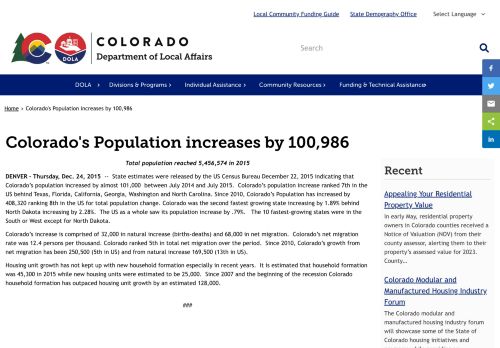 Local Community Funding Guide
State Demography Office
Select Language
COLORADO
Department of Local Affairs
DOLA
CO
Search
DOLA
Divisions & Programs
Individual Assistance
Community Resources
Funding & Technical Assistance
Home > Colorado's Population increases by 100,986
Colorado's Population increases by 100,986
Total population reached 5,456,574 in 2015
DENVER – Thursday, Dec. 24, 2015 -- State estimates were released by the US Census Bureau December 22, 2015 indicating that
Colorado's population increased by almost 101,000 between July 2014 and July 2015. Colorado's population increase ranked 7th in the
US behind Texas, Florida, California, Georgia, Washington and North Carolina. Since 2010, Colorado's Population has increased by
408,320 ranking 8th in the US for total population change. Colorado was the second fastest growing state increasing by 1.89% behind
North Dakota increasing by 2.28%. The US as a whole saw its population increase by .79%. The 10 fastest-growing states were in the
South or West except for North Dakota.
Colorado's increase is comprised of 32,000 in natural increase (births-deaths) and 68,000 in net migration. Colorado's net migration
rate was 12.4 persons per thousand. Colorado ranked 5th in total net migration over the period. Since 2010, Colorado's growth from
net migration has been 250,500 (5th in US) and from natural increase 169,500 (13th in US).
Housing unit growth has not kept up with new household formation especially in recent years. It is estimated that household formation
was 45,300 in 2015 while new housing units were estimated to be 25,000. Since 2007 and the beginning of the recession Colorado
household formation has outpaced housing unit growth by an estimated 128,000.
###
Recent
Appealing Your Residential
Property Value
In early May, residential property
owners in Colorado counties received a
Notice of Valuation (NOV) from their
county assessor, alerting them to their
property's assessed value for 2023.
County...
Colorado Modular and
Manufactured Housing Industry
Forum
The Colorado modular and
manufactured housing industry forum
will showcase some of the State of
Colorado housing initiatives and